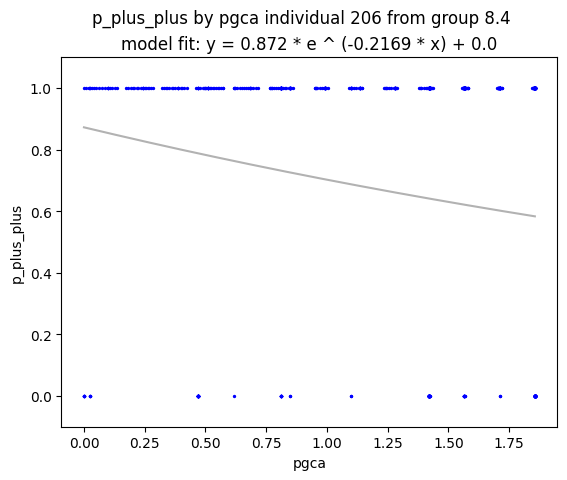 p_plus_plus by pgca individual 206 from group 8.4
model fit: y = 0.872 * e ^ (-0.2169 * x) + 0.0
1.0
0.8
0.6
0.4
0.2
0.0
p_plus_plus
0.00 0.25 0.50 0.75 1.00 1.25 1.50 1.75
pgca